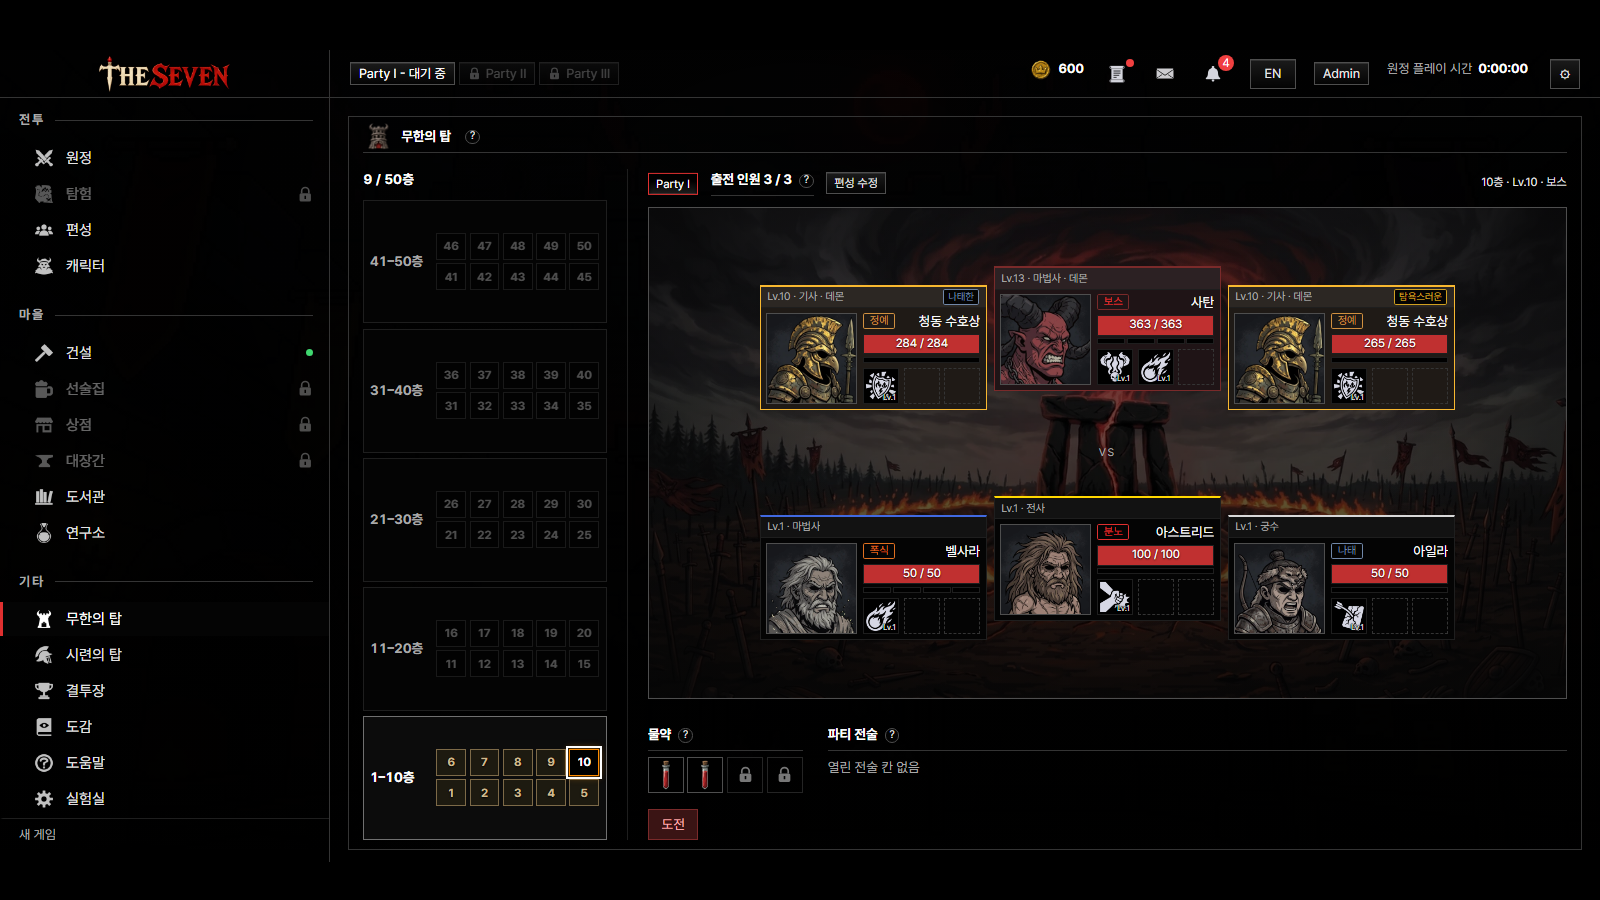 THE SEVEN
Party I - 대기 중
Party II
Party III
600
4
EN
Admin
원정 플레이 시간 0:00:00
전투
원정
탐험
편성
캐릭터
마을
건설
선술집
상점
대장간
도서관
연구소
기타
무한의 탑
시련의 탑
결투장
도감
도움말
실험실
새 게임
무한의 탑 ?
9 / 50층
41–50층
46 47 48 49 50
41 42 43 44 45
31–40층
36 37 38 39 40
31 32 33 34 35
21–30층
26 27 28 29 30
21 22 23 24 25
11–20층
16 17 18 19 20
11 12 13 14 15
1–10층
6 7 8 9 10
1 2 3 4 5
Party I
출전 인원 3 / 3 ?
편성 수정
10층 · Lv.10 · 보스
Lv.10 · 기사 · 데몬
나태한
정예
청동 수호상
284 / 284
Lv.1
Lv.13 · 마법사 · 데몬
보스
사탄
363 / 363
Lv.1
Lv.1
Lv.10 · 기사 · 데몬
탐욕스러운
정예
청동 수호상
265 / 265
Lv.1
VS
Lv.1 · 마법사
폭식
벨사라
50 / 50
Lv.1
Lv.1 · 전사
분노
아스트리드
100 / 100
Lv.1
Lv.1 · 궁수
나태
아일라
50 / 50
Lv.1
물약 ?
파티 전술 ?
열린 전술 칸 없음
도전